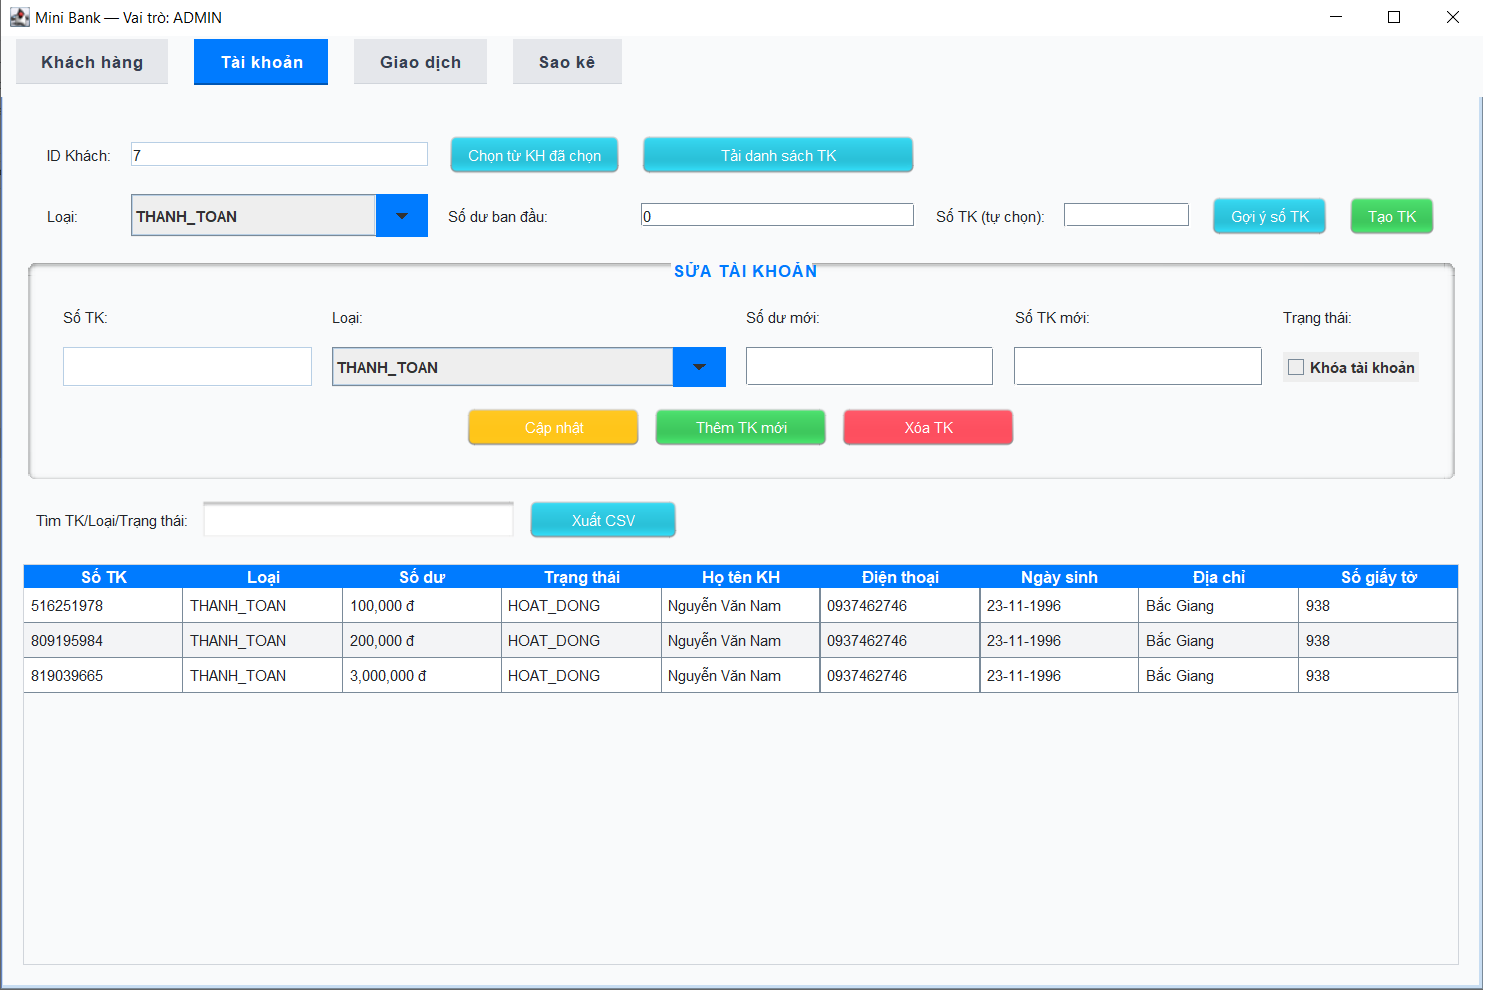 Mini Bank — Vai trò: ADMIN
Khách hàng Tài khoản Giao dịch Sao kê
ID Khách: 7 Chọn từ KH đã chọn Tải danh sách TK
Loại: THANH_TOAN Số dư ban đầu: 0 Số TK (tự chọn): Gợi ý số TK Tạo TK
SỬA TÀI KHOẢN
Số TK: Loại: Số dư mới: Số TK mới: Trạng thái:
THANH_TOAN Khóa tài khoản
Cập nhật Thêm TK mới Xóa TK
Tìm TK/Loại/Trạng thái: Xuất CSV
Số TK Loại Số dư Trạng thái Họ tên KH Điện thoại Ngày sinh Địa chỉ Số giấy tờ
516251978 THANH_TOAN 100,000 đ HOAT_DONG Nguyễn Văn Nam 0937462746 23-11-1996 Bắc Giang 938
809195984 THANH_TOAN 200,000 đ HOAT_DONG Nguyễn Văn Nam 0937462746 23-11-1996 Bắc Giang 938
819039665 THANH_TOAN 3,000,000 đ HOAT_DONG Nguyễn Văn Nam 0937462746 23-11-1996 Bắc Giang 938